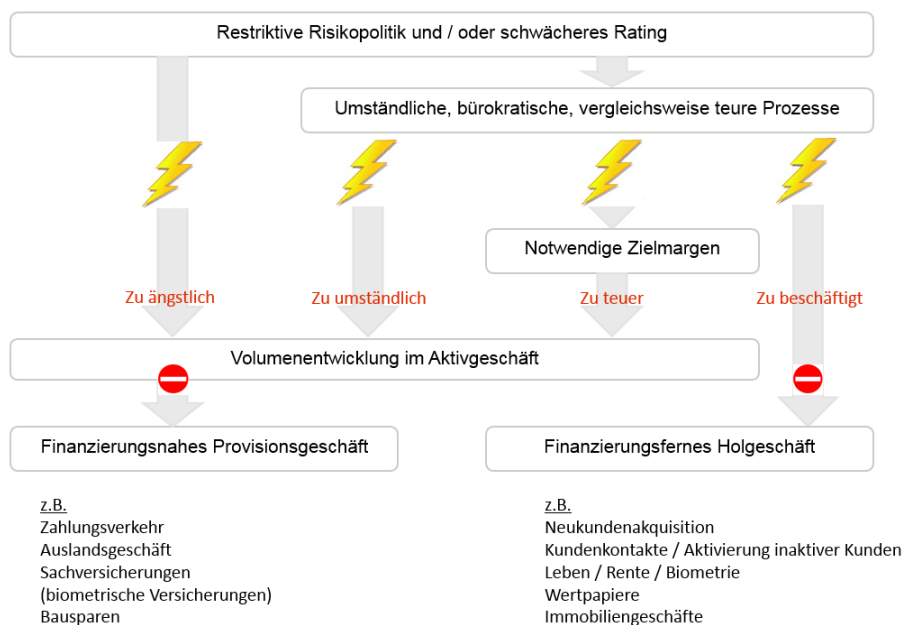 Restriktive Risikopolitik und / oder schwächeres Rating
Umständliche, bürokratische, vergleichsweise teure Prozesse
Notwendige Zielmargen
Zu ängstlich
Zu umständlich
Zu teuer
Zu beschäftigt
Volumenentwicklung im Aktivgeschäft
Finanzierungsnahes Provisionsgeschäft
Finanzierungsfernes Holgeschäft
z.B.
Zahlungsverkehr
Auslandsgeschäft
Sachversicherungen
(biometrische Versicherungen)
Bausparen
z.B.
Neukundenakquisition
Kundenkontakte / Aktivierung inaktiver Kunden
Leben / Rente / Biometrie
Wertpapiere
Immobiliengeschäfte